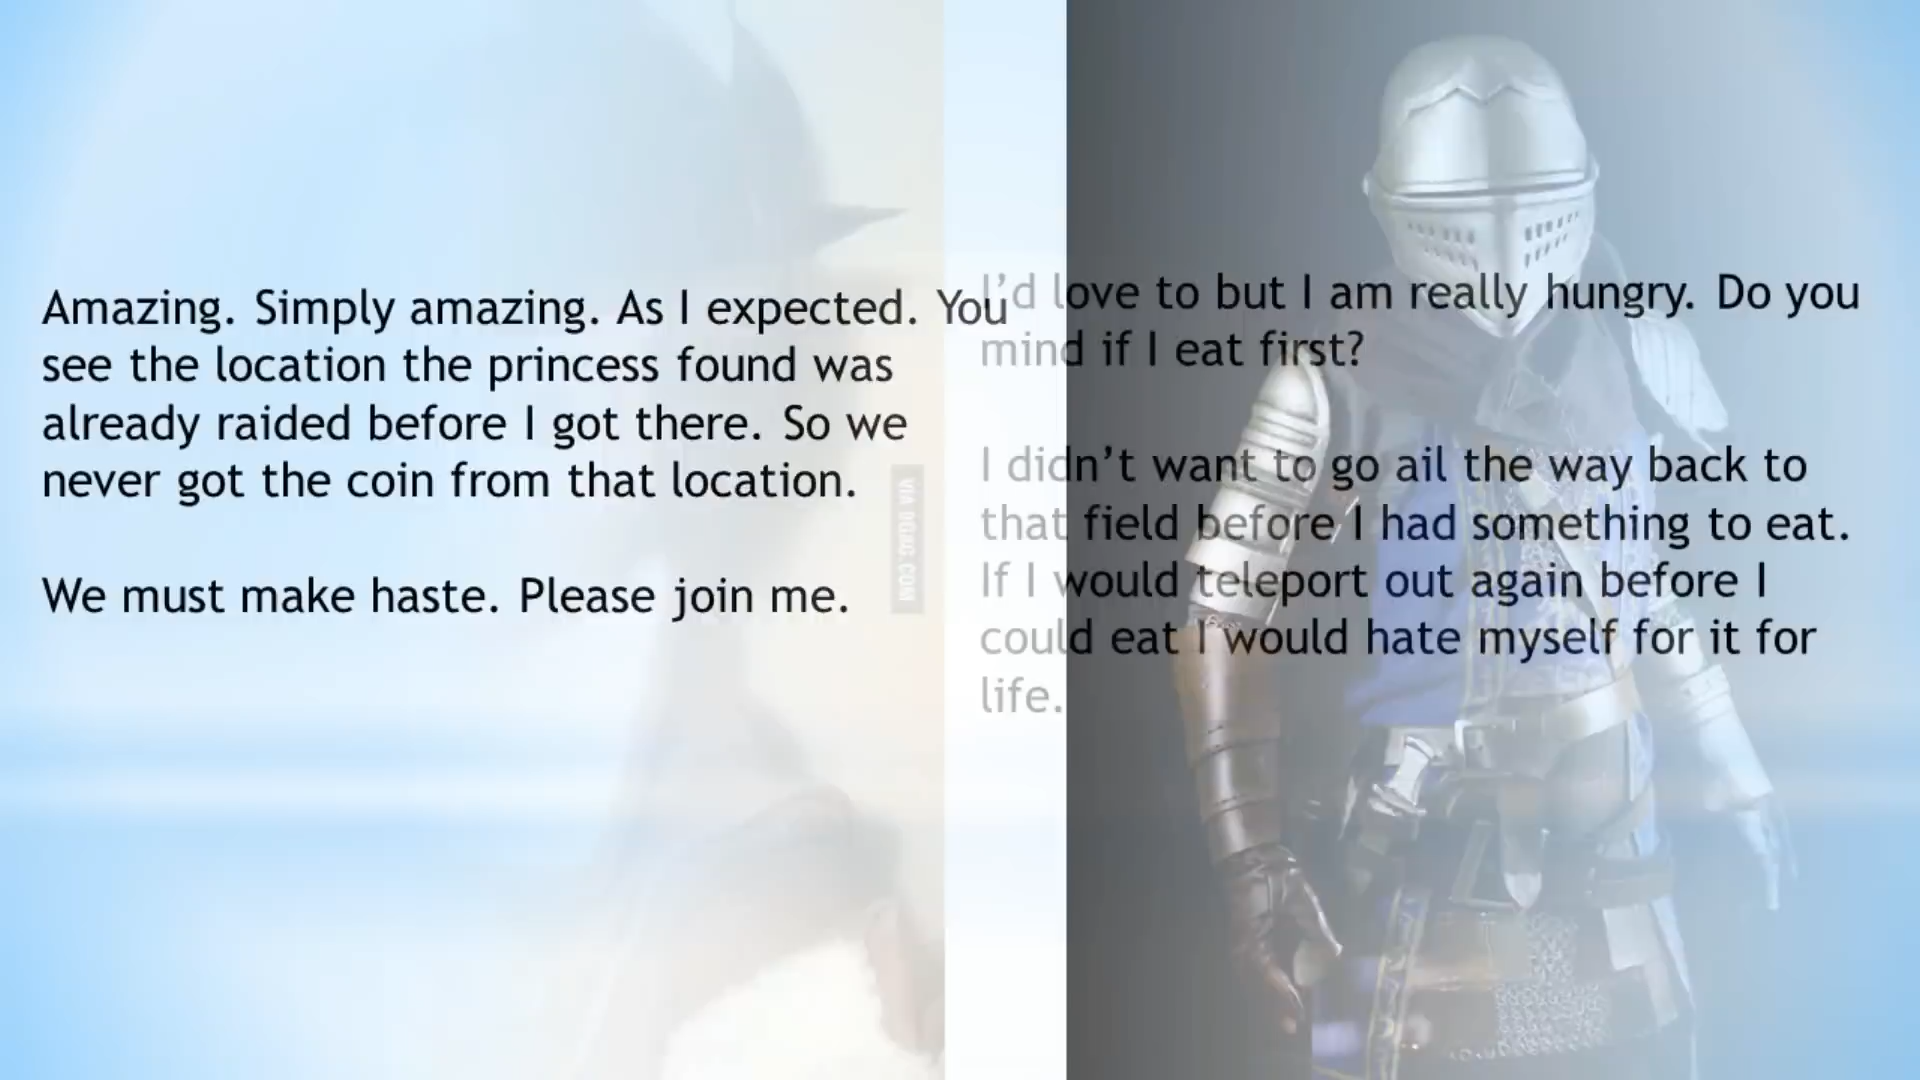 Amazing. Simply amazing. As I expected. You
see the location the princess found was
already raided before I got there. So we
never got the coin from that location.
We must make haste. Please join me.
VIA 9GAG.COM
I'd love to but I am really hungry. Do you
mind if I eat first?
I didn't want to go ail the way back to
that field before I had something to eat.
If I would teleport out again before I
could eat I would hate myself for it for
life.